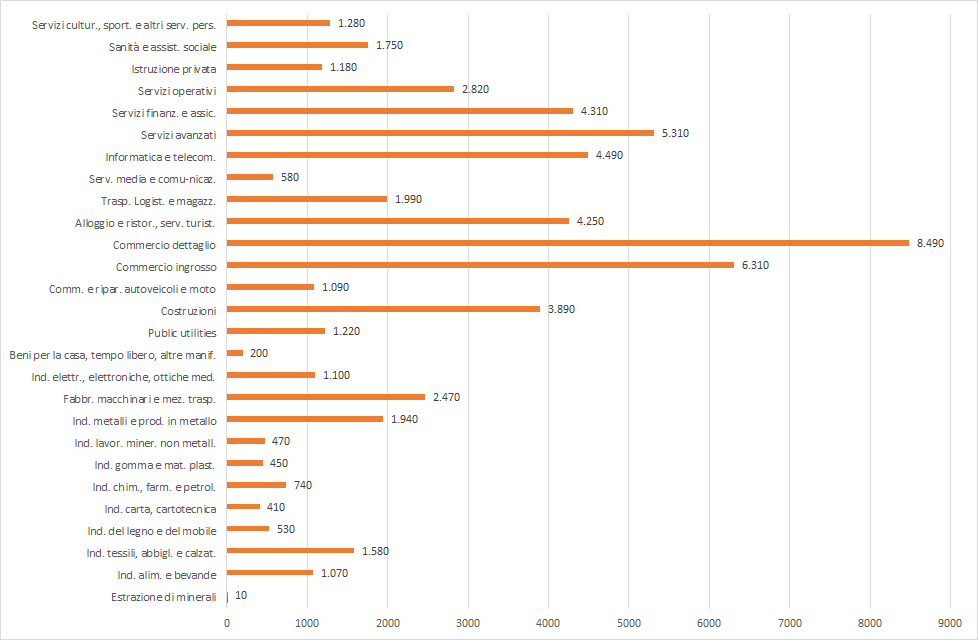 Servizi cultur., sport. e altri serv. pers. 1.280
Sanità e assist. sociale 1.750
Istruzione privata 1.180
Servizi operativi 2.820
Servizi finanz. e assic. 4.310
Servizi avanzati 5.310
Informatica e telecom. 4.490
Serv. media e comu-nicaz. 580
Trasp. Logist. e magazz. 1.990
Alloggio e ristor., serv. turist. 4.250
Commercio dettaglio 8.490
Commercio ingrosso 6.310
Comm. e ripar. autoveicoli e moto 1.090
Costruzioni 3.890
Public utilities 1.220
Beni per la casa, tempo libero, altre manif. 200
Ind. elettr., elettroniche, ottiche med. 1.100
Fabbr. macchinari e mez. trasp. 2.470
Ind. metalli e prod. in metallo 1.940
Ind. lavor. miner. non metall. 470
Ind. gomma e mat. plast. 450
Ind. chim., farm. e petrol. 740
Ind. carta, cartotecnica 410
Ind. del legno e del mobile 530
Ind. tessili, abbigl. e calzat. 1.580
Ind. alim. e bevande 1.070
Estrazione di minerali 10
0 1000 2000 3000 4000 5000 6000 7000 8000 9000